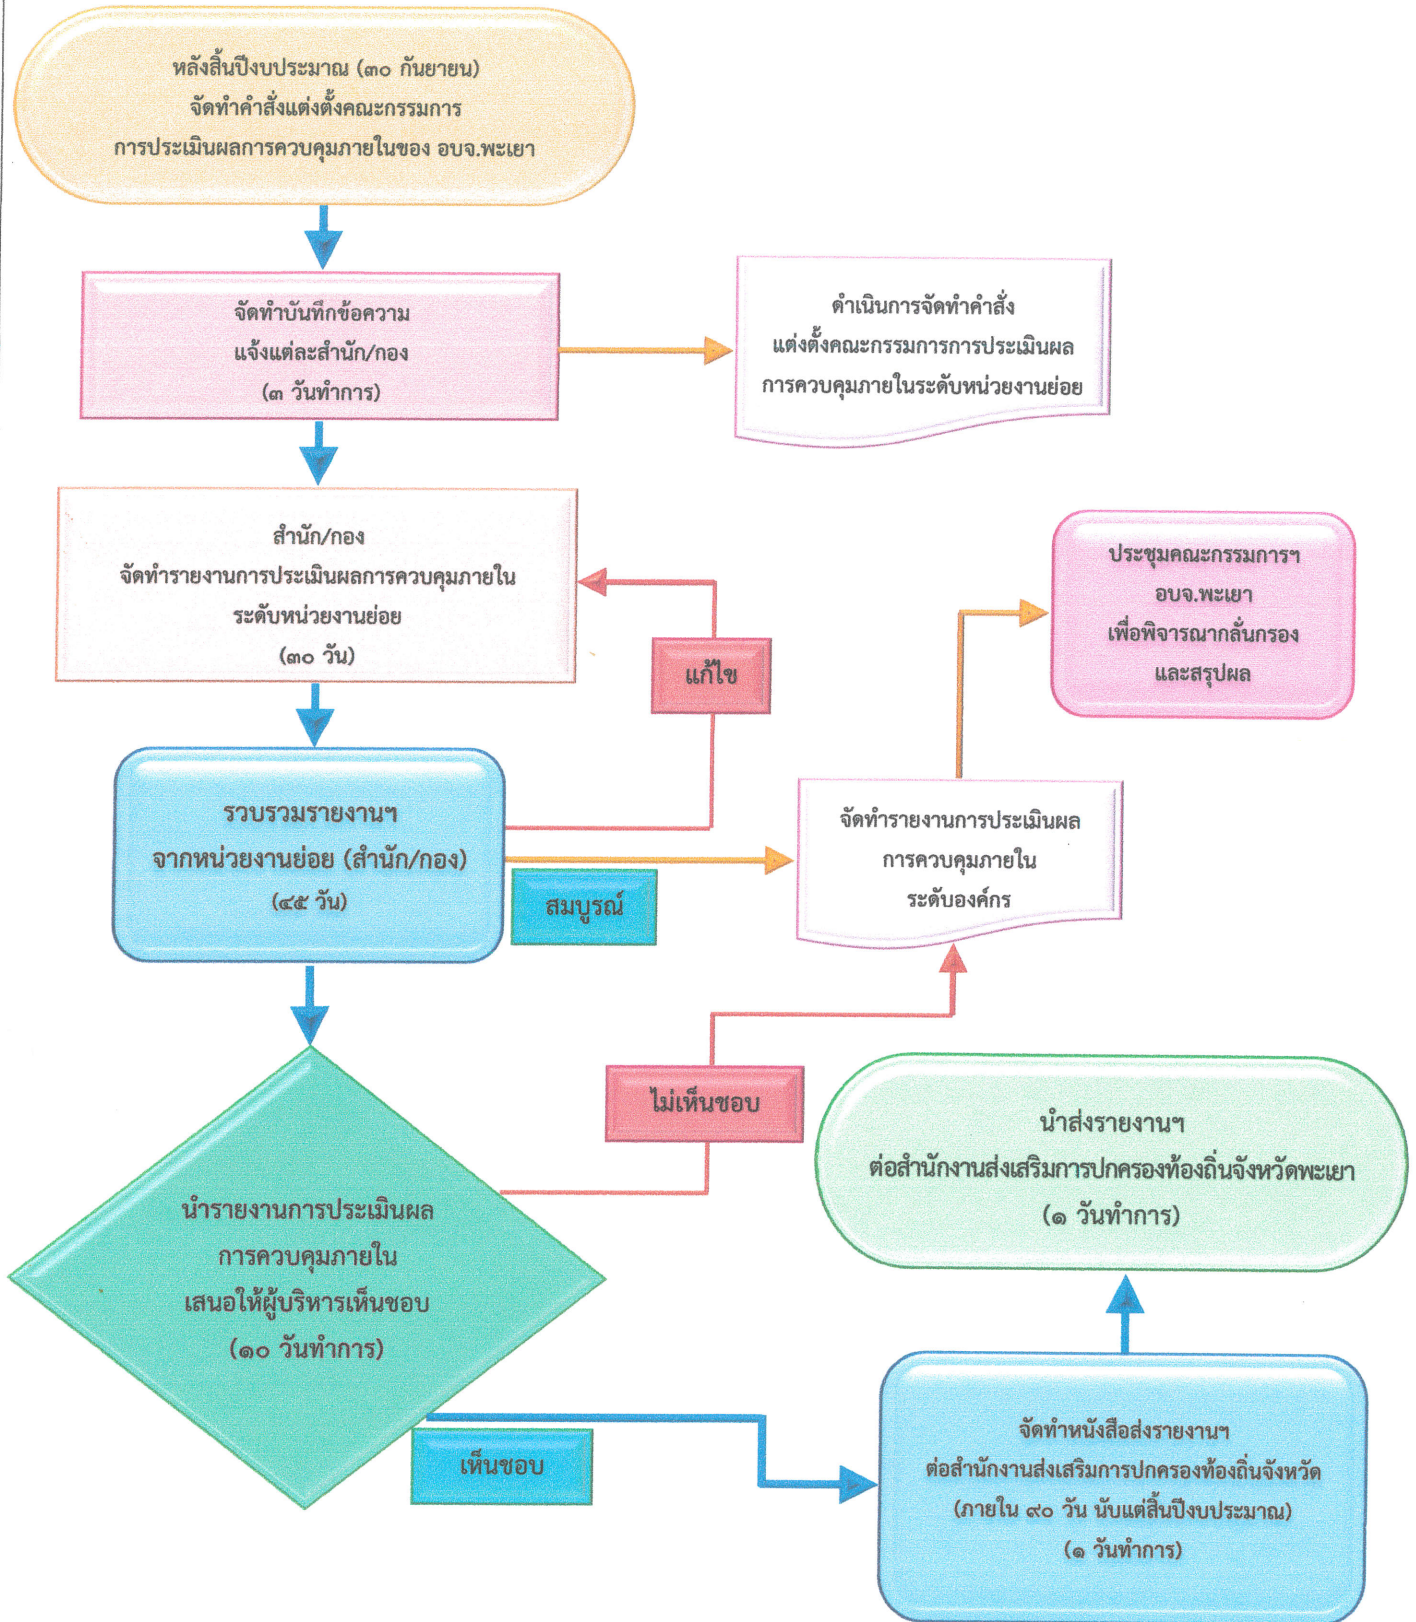 หลังสิ้นปีงบประมาณ (๓๐ กันยายน)
จัดทำคำสั่งแต่งตั้งคณะกรรมการ
การประเมินผลการควบคุมภายในของ อบจ.พะเยา
จัดทำบันทึกข้อความ
แจ้งแต่ละสำนัก/กอง
(๓ วันทำการ)
ดำเนินการจัดทำคำสั่ง
แต่งตั้งคณะกรรมการการประเมินผล
การควบคุมภายในระดับหน่วยงานย่อย
สำนัก/กอง
จัดทำรายงานการประเมินผลการควบคุมภายใน
ระดับหน่วยงานย่อย
(๓๐ วัน)
แก้ไข
ประชุมคณะกรรมการฯ
อบจ.พะเยา
เพื่อพิจารณากลั่นกรอง
และสรุปผล
รวบรวมรายงานฯ
จากหน่วยงานย่อย (สำนัก/กอง)
(๔๕ วัน)
สมบูรณ์
จัดทำรายงานการประเมินผล
การควบคุมภายใน
ระดับองค์กร
ไม่เห็นชอบ
นำรายงานการประเมินผล
การควบคุมภายใน
เสนอให้ผู้บริหารเห็นชอบ
(๑๐ วันทำการ)
นำส่งรายงานฯ
ต่อสำนักงานส่งเสริมการปกครองท้องถิ่นจังหวัดพะเยา
(๑ วันทำการ)
เห็นชอบ
จัดทำหนังสือส่งรายงานฯ
ต่อสำนักงานส่งเสริมการปกครองท้องถิ่นจังหวัด
(ภายใน ๙๐ วัน นับแต่สิ้นปีงบประมาณ)
(๑ วันทำการ)